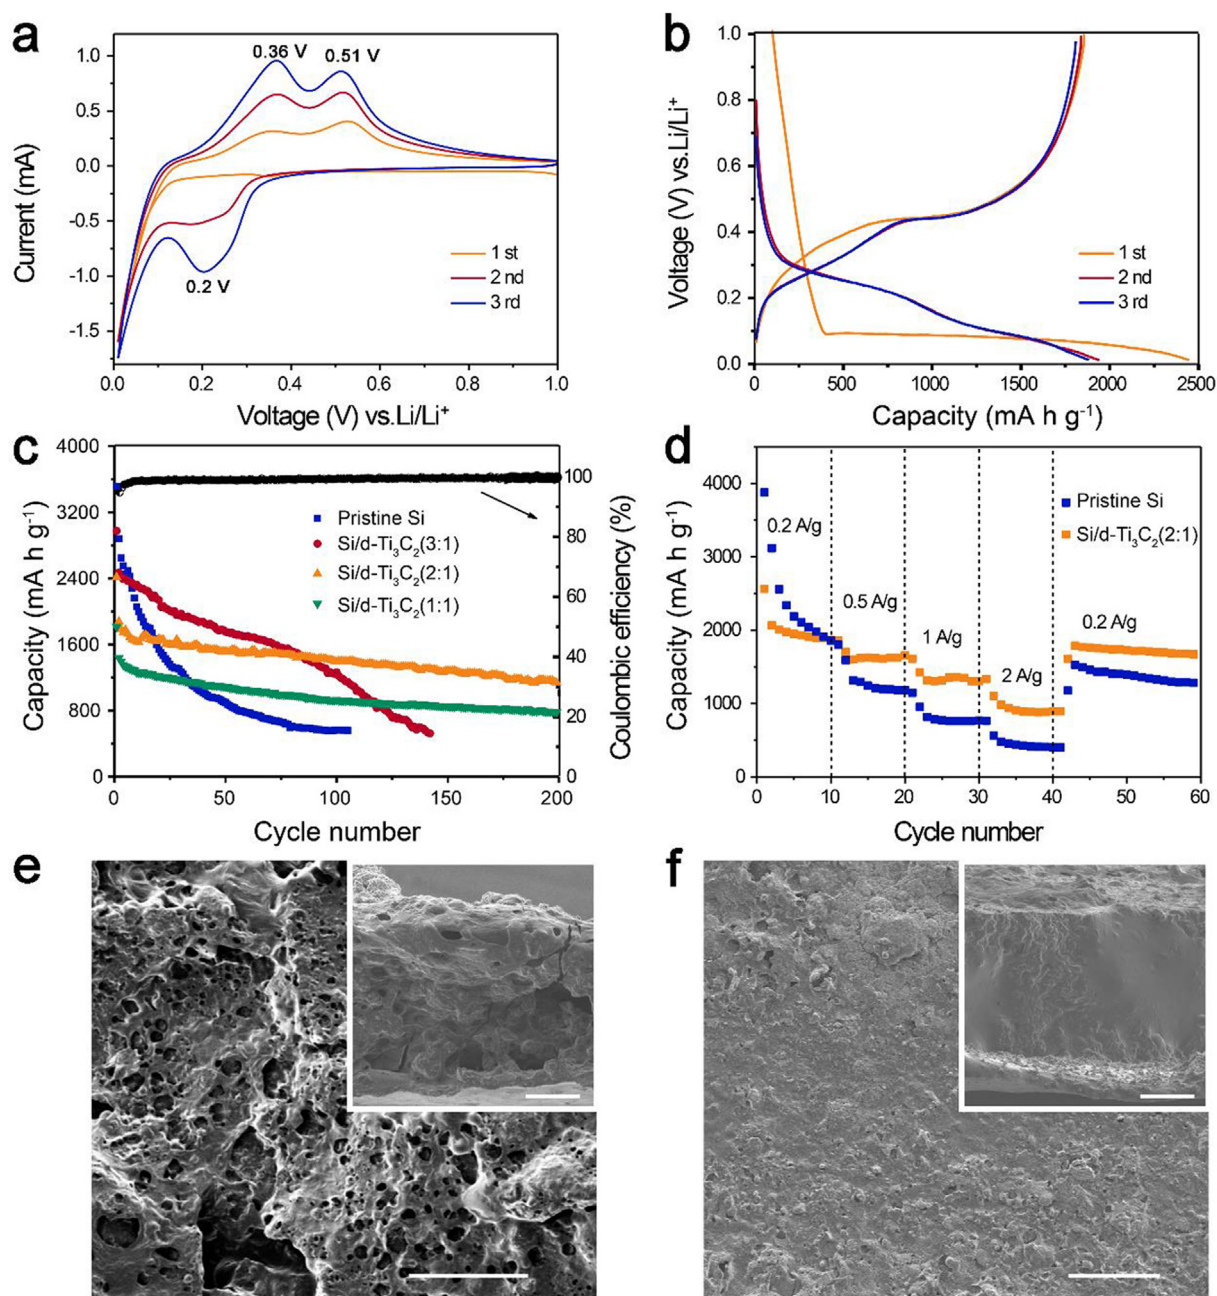 a
1.0
0.5
0.0
-0.5
-1.0
-1.5
Current (mA)
0.36 V
0.51 V
0.2 V
1 st
2 nd
3 rd
0.0
0.2
0.4
0.6
0.8
1.0
Voltage (V) vs.Li/Li⁺
b
1.0
0.8
0.6
0.4
0.2
0.0
Voltage (V) vs.Li/Li⁺
1 st
2 nd
3 rd
0
500
1000
1500
2000
2500
Capacity (mA h g⁻¹)
c
4000
3200
2400
1600
800
0
Capacity (mA h g⁻¹)
Pristine Si
Si/d-Ti₃C₂(3:1)
Si/d-Ti₃C₂(2:1)
Si/d-Ti₃C₂(1:1)
100
80
60
40
20
0
Coulombic efficiency (%)
0
50
100
150
200
Cycle number
d
4000
3000
2000
1000
0
Capacity (mA h g⁻¹)
0.2 A/g
0.5 A/g
1 A/g
2 A/g
0.2 A/g
Pristine Si
Si/d-Ti₃C₂(2:1)
0
10
20
30
40
50
60
Cycle number
e
f